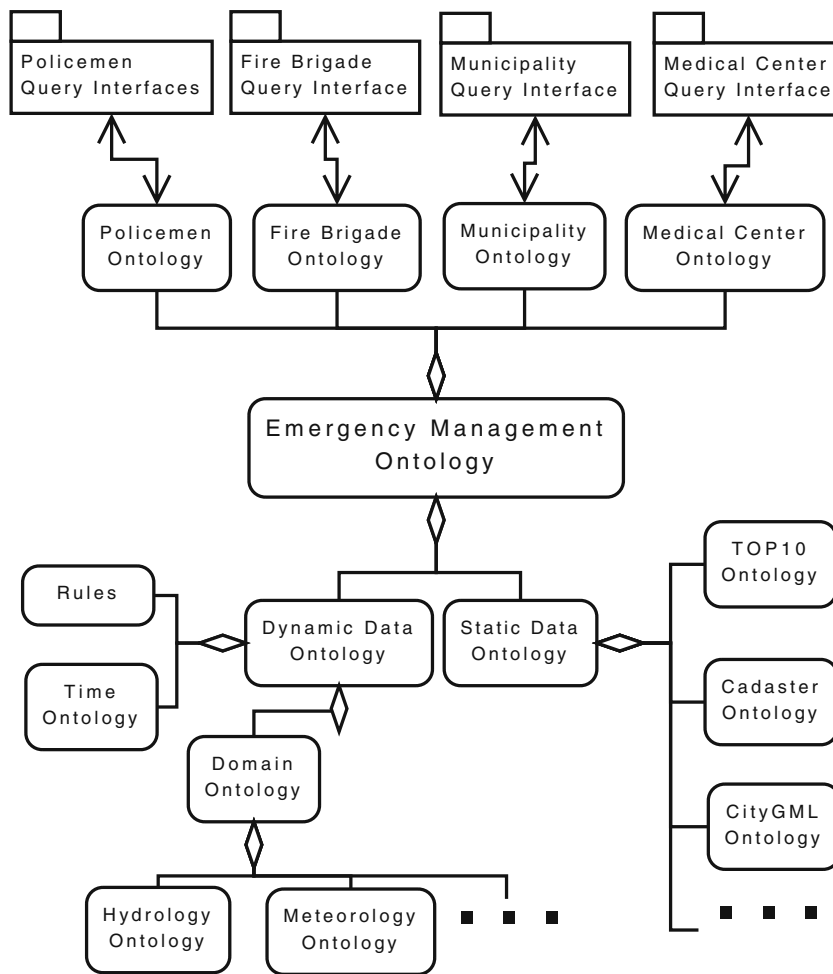 Policemen
Query Interfaces
Fire Brigade
Query Interface
Municipality
Query Interface
Medical Center
Query Interface
Policemen
Ontology
Fire Brigade
Ontology
Municipality
Ontology
Medical Center
Ontology
Emergency Management
Ontology
Rules
Time
Ontology
Dynamic Data
Ontology
Static Data
Ontology
TOP10
Ontology
Cadaster
Ontology
CityGML
Ontology
Domain
Ontology
Hydrology
Ontology
Meteorology
Ontology